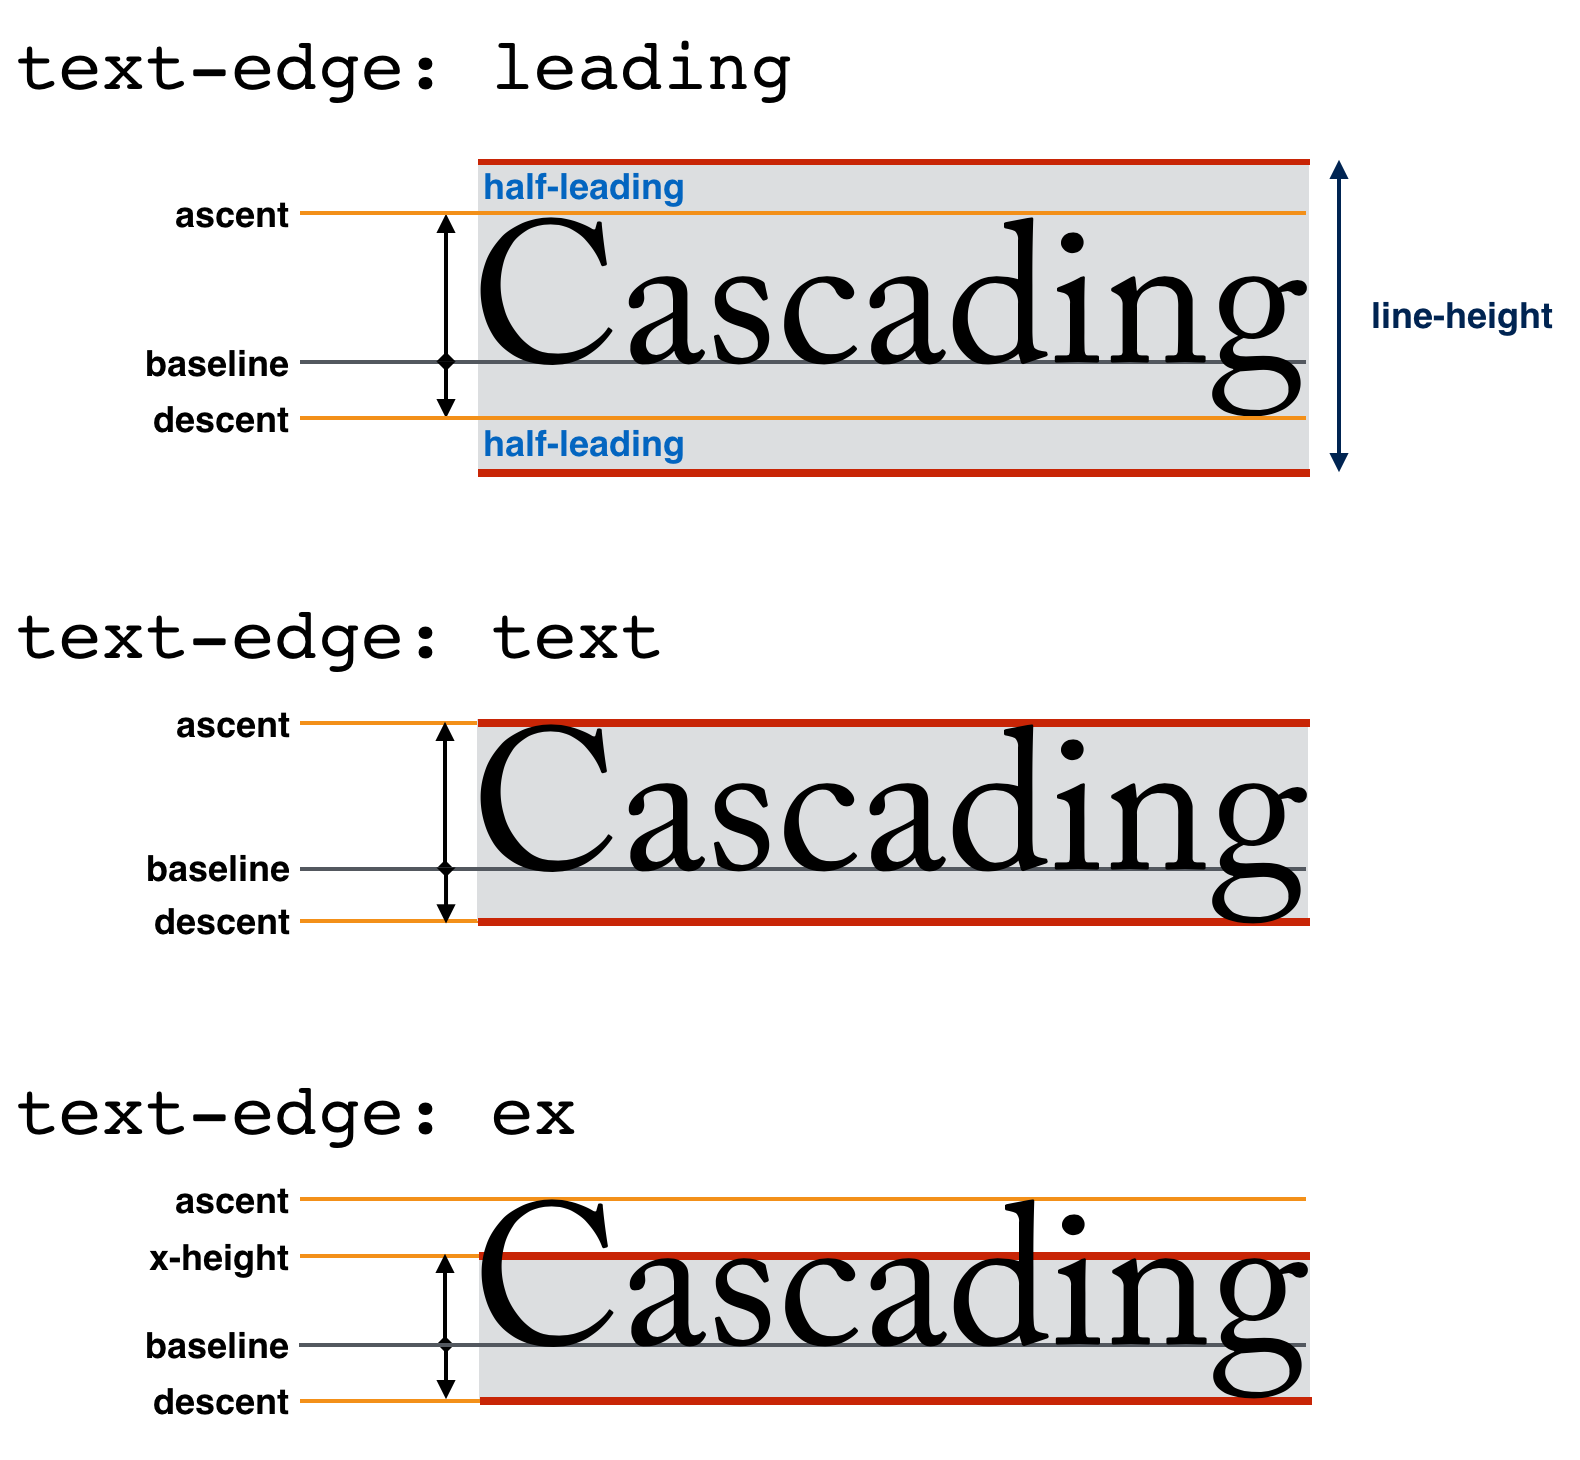 text-edge: leading
half-leading
ascent
Cascading
line-height
baseline
descent
half-leading
text-edge: text
ascent
Cascading
baseline
descent
text-edge: ex
ascent
x-height
Cascading
baseline
descent